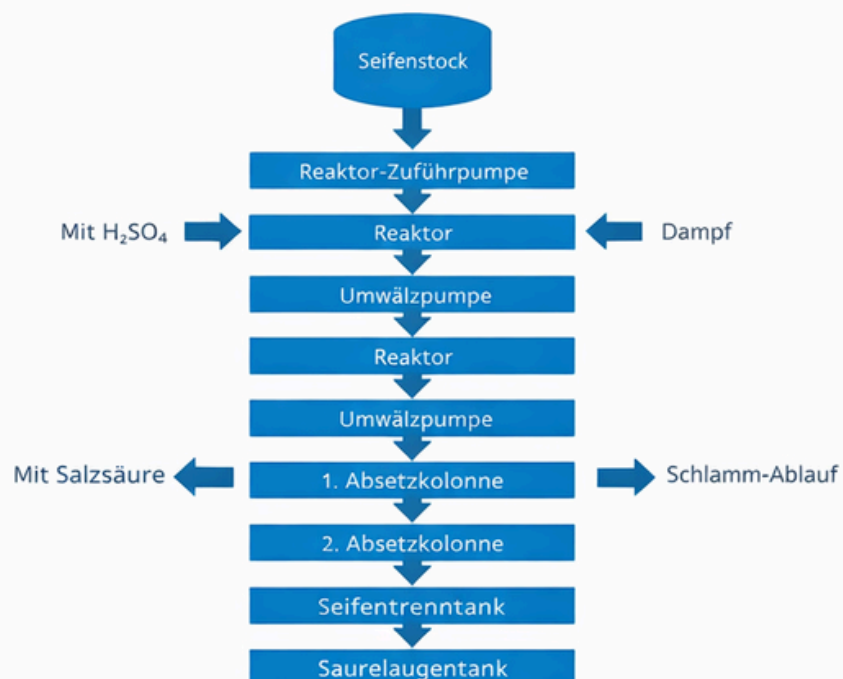 Seifenstock
Reaktor-Zuführpumpe
Mit H₂SO₄
Reaktor
Dampf
Umwälzpumpe
Reaktor
Umwälzpumpe
Mit Salzsäure
1. Absetzkolonne
Schlamm-Ablauf
2. Absetzkolonne
Seifentrenntank
Saurelaugentank